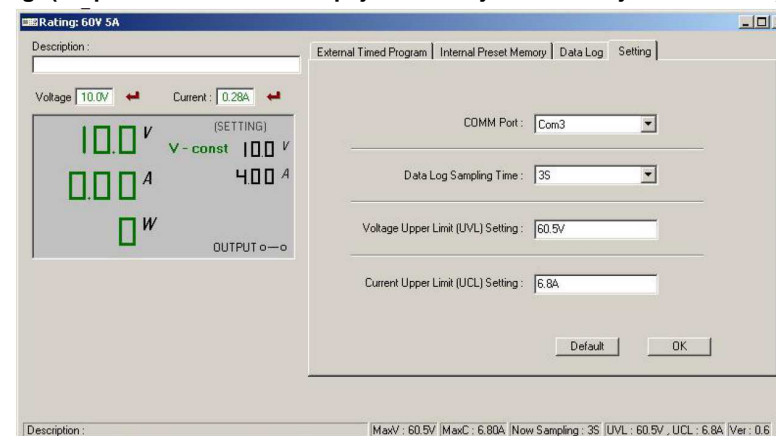 Rating: 60V 5A
Description :
External Timed Program Internal Preset Memory Data Log Setting
Voltage 10.0V Current : 0.28A
10.0 V (SETTING)
V - const 10.0 V
0.00 A 4.00 A
0 W
OUTPUT
COMM Port : Com3
Data Log Sampling Time : 3S
Voltage Upper Limit (UVL) Setting : 60.5V
Current Upper Limit (UCL) Setting : 6.8A
Default OK
Description : MaxV : 60.5V MaxC : 6.80A Now Sampling : 3S UVL : 60.5V , UCL : 6.8A Ver : 0.6